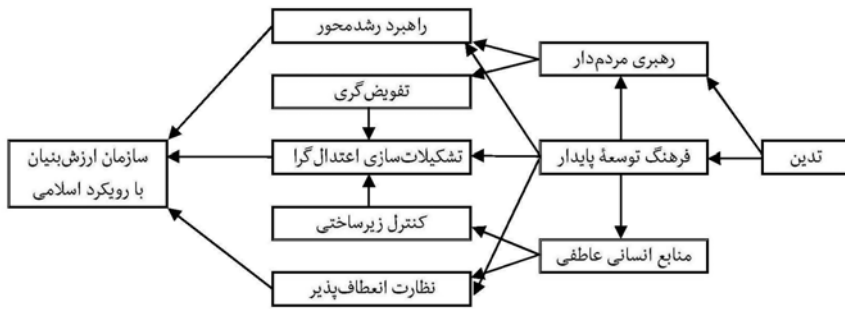 راهبرد رشدمحور
رهبری مردم‌دار
تفویض‌گری
تدین
فرهنگ توسعهٔ پایدار
تشکیلات‌سازی اعتدال‌گرا
سازمان ارزش‌بنیان
با رویکرد اسلامی
کنترل زیرساختی
منابع انسانی عاطفی
نظارت انعطاف‌پذیر